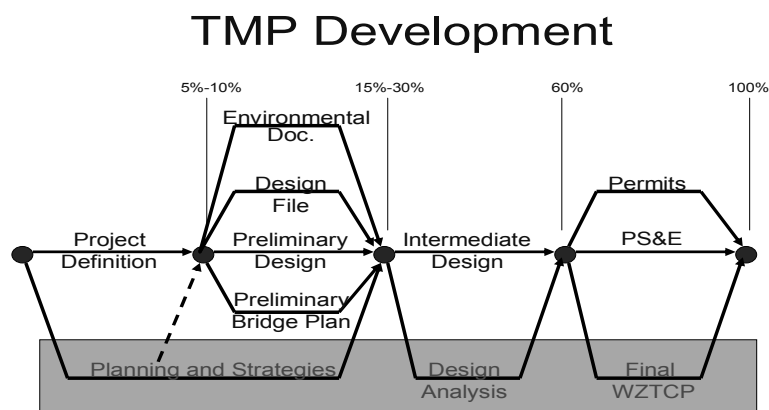 TMP Development
5%-10%
15%-30%
60%
100%
Environmental
Doc.
Design
File
Permits
Project
Definition
Preliminary
Design
Intermediate
Design
PS&E
Preliminary
Bridge Plan
Planning and Strategies
Design
Analysis
Final
WZTCP